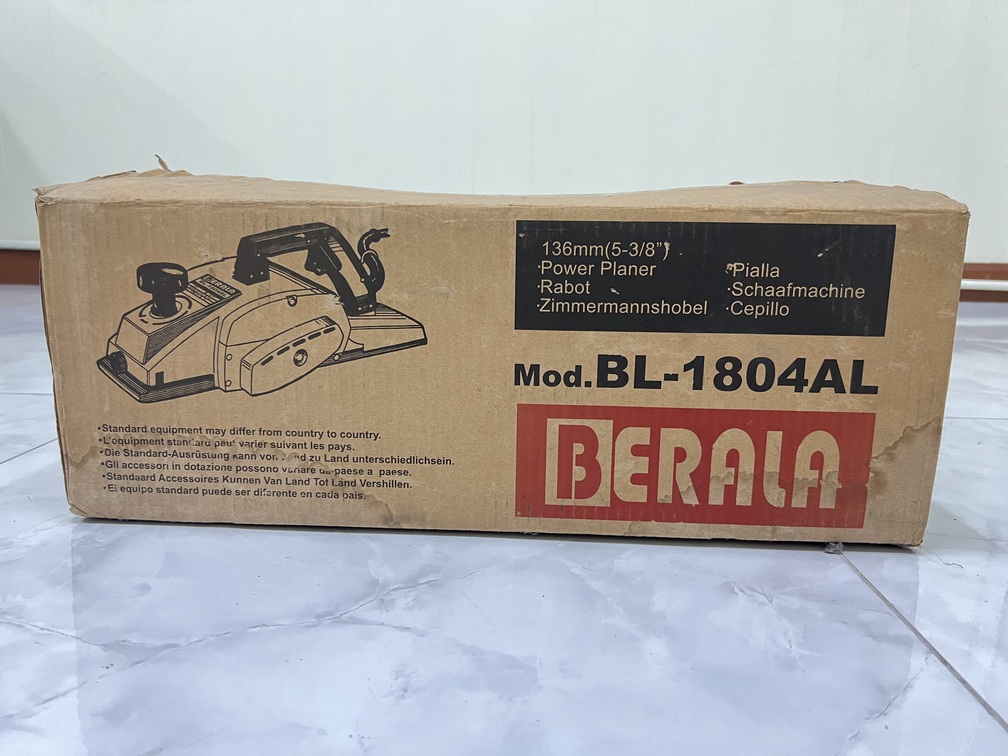 BERALA
136mm(5-3/8")
·Power Planer
·Rabot
·Zimmermannshobel
·Pialla
·Schaafmachine
·Cepillo
Mod.BL-1804AL
BERALA
•Standard equipment may differ from country to country.
•L'equipment standard peut varier suivant les pays.
•Die Standard-Ausrüsung kann von zu Land unterschiedlichsein.
•Gli accessori in dotazione possono variare da paese a paese.
•Standaard Accessoires Kunnen Van Land Tot Land Vershillen.
•El equipo standard puede ser diferente en cada pais.